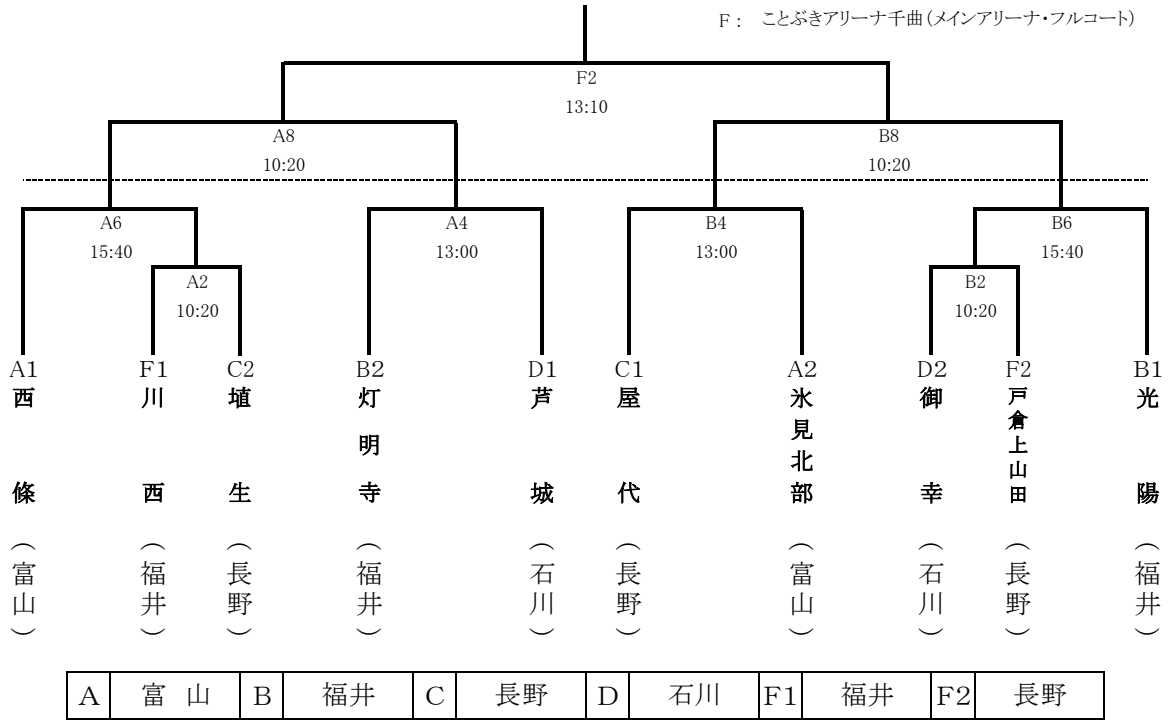 F： ことぶきアリーナ千曲（メインアリーナ・フルコート）
F2
13:10
A8
10:20
B8
10:20
A6
15:40
A4
13:00
B4
13:00
B6
15:40
A2
10:20
B2
10:20
A1 西條（富山）
F1 川西（福井）
C2 埴生（長野）
B2 灯明寺（福井）
D1 芦城（石川）
C1 屋代（長野）
A2 氷見北部（富山）
D2 御幸（石川）
F2 戸倉上山田（長野）
B1 光陽（福井）
A 富山 B 福井 C 長野 D 石川 F1 福井 F2 長野